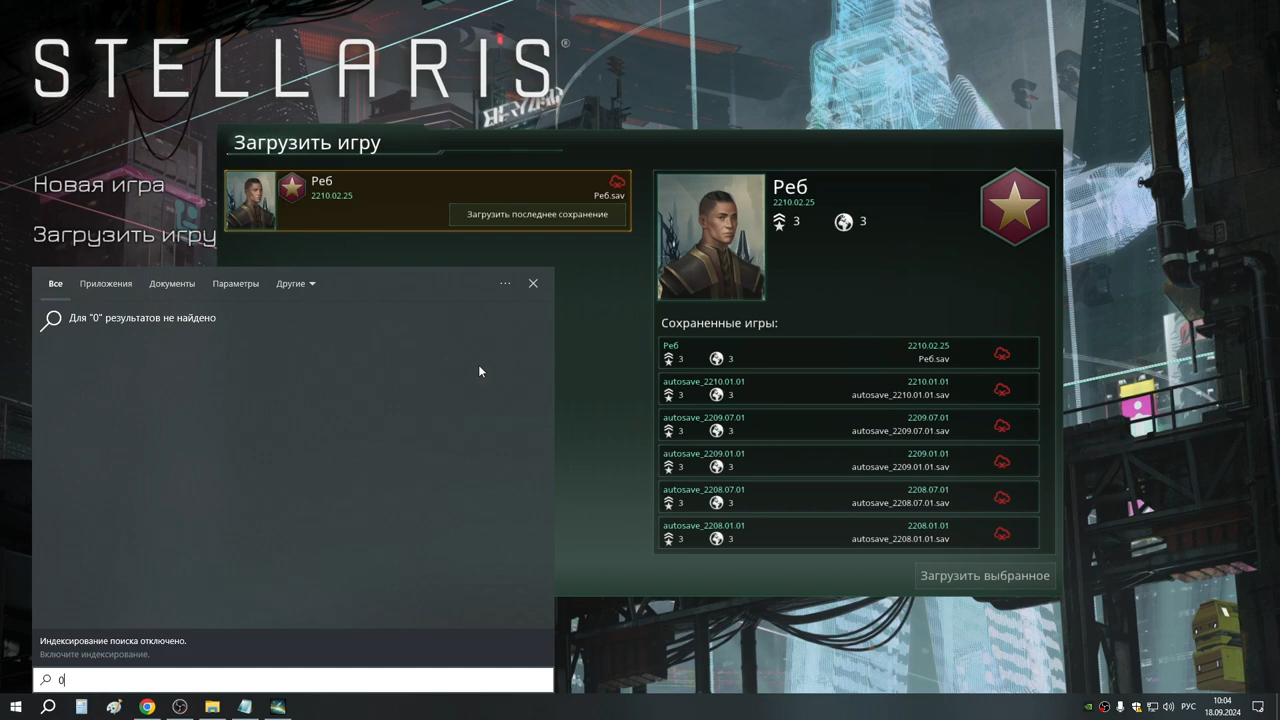 STELLARIS®
Загрузить игру
Новая игра
Загрузить игру
Реб
2210.02.25
Реб.sav
Загрузить последнее сохранение
Реб
2210.02.25
3 3
Сохраненные игры:
Реб 2210.02.25
3 3 Реб.sav
autosave_2210.01.01 2210.01.01
3 3 autosave_2210.01.01.sav
autosave_2209.07.01 2209.07.01
3 3 autosave_2209.07.01.sav
autosave_2209.01.01 2209.01.01
3 3 autosave_2209.01.01.sav
autosave_2208.07.01 2208.07.01
3 3 autosave_2208.07.01.sav
autosave_2208.01.01 2208.01.01
3 3 autosave_2208.01.01.sav
Загрузить выбранное
Все Приложения Документы Параметры Другие
Для "0" результатов не найдено
Индексирование поиска отключено.
Включите индексирование.
0
РУС
10:04
18.09.2024